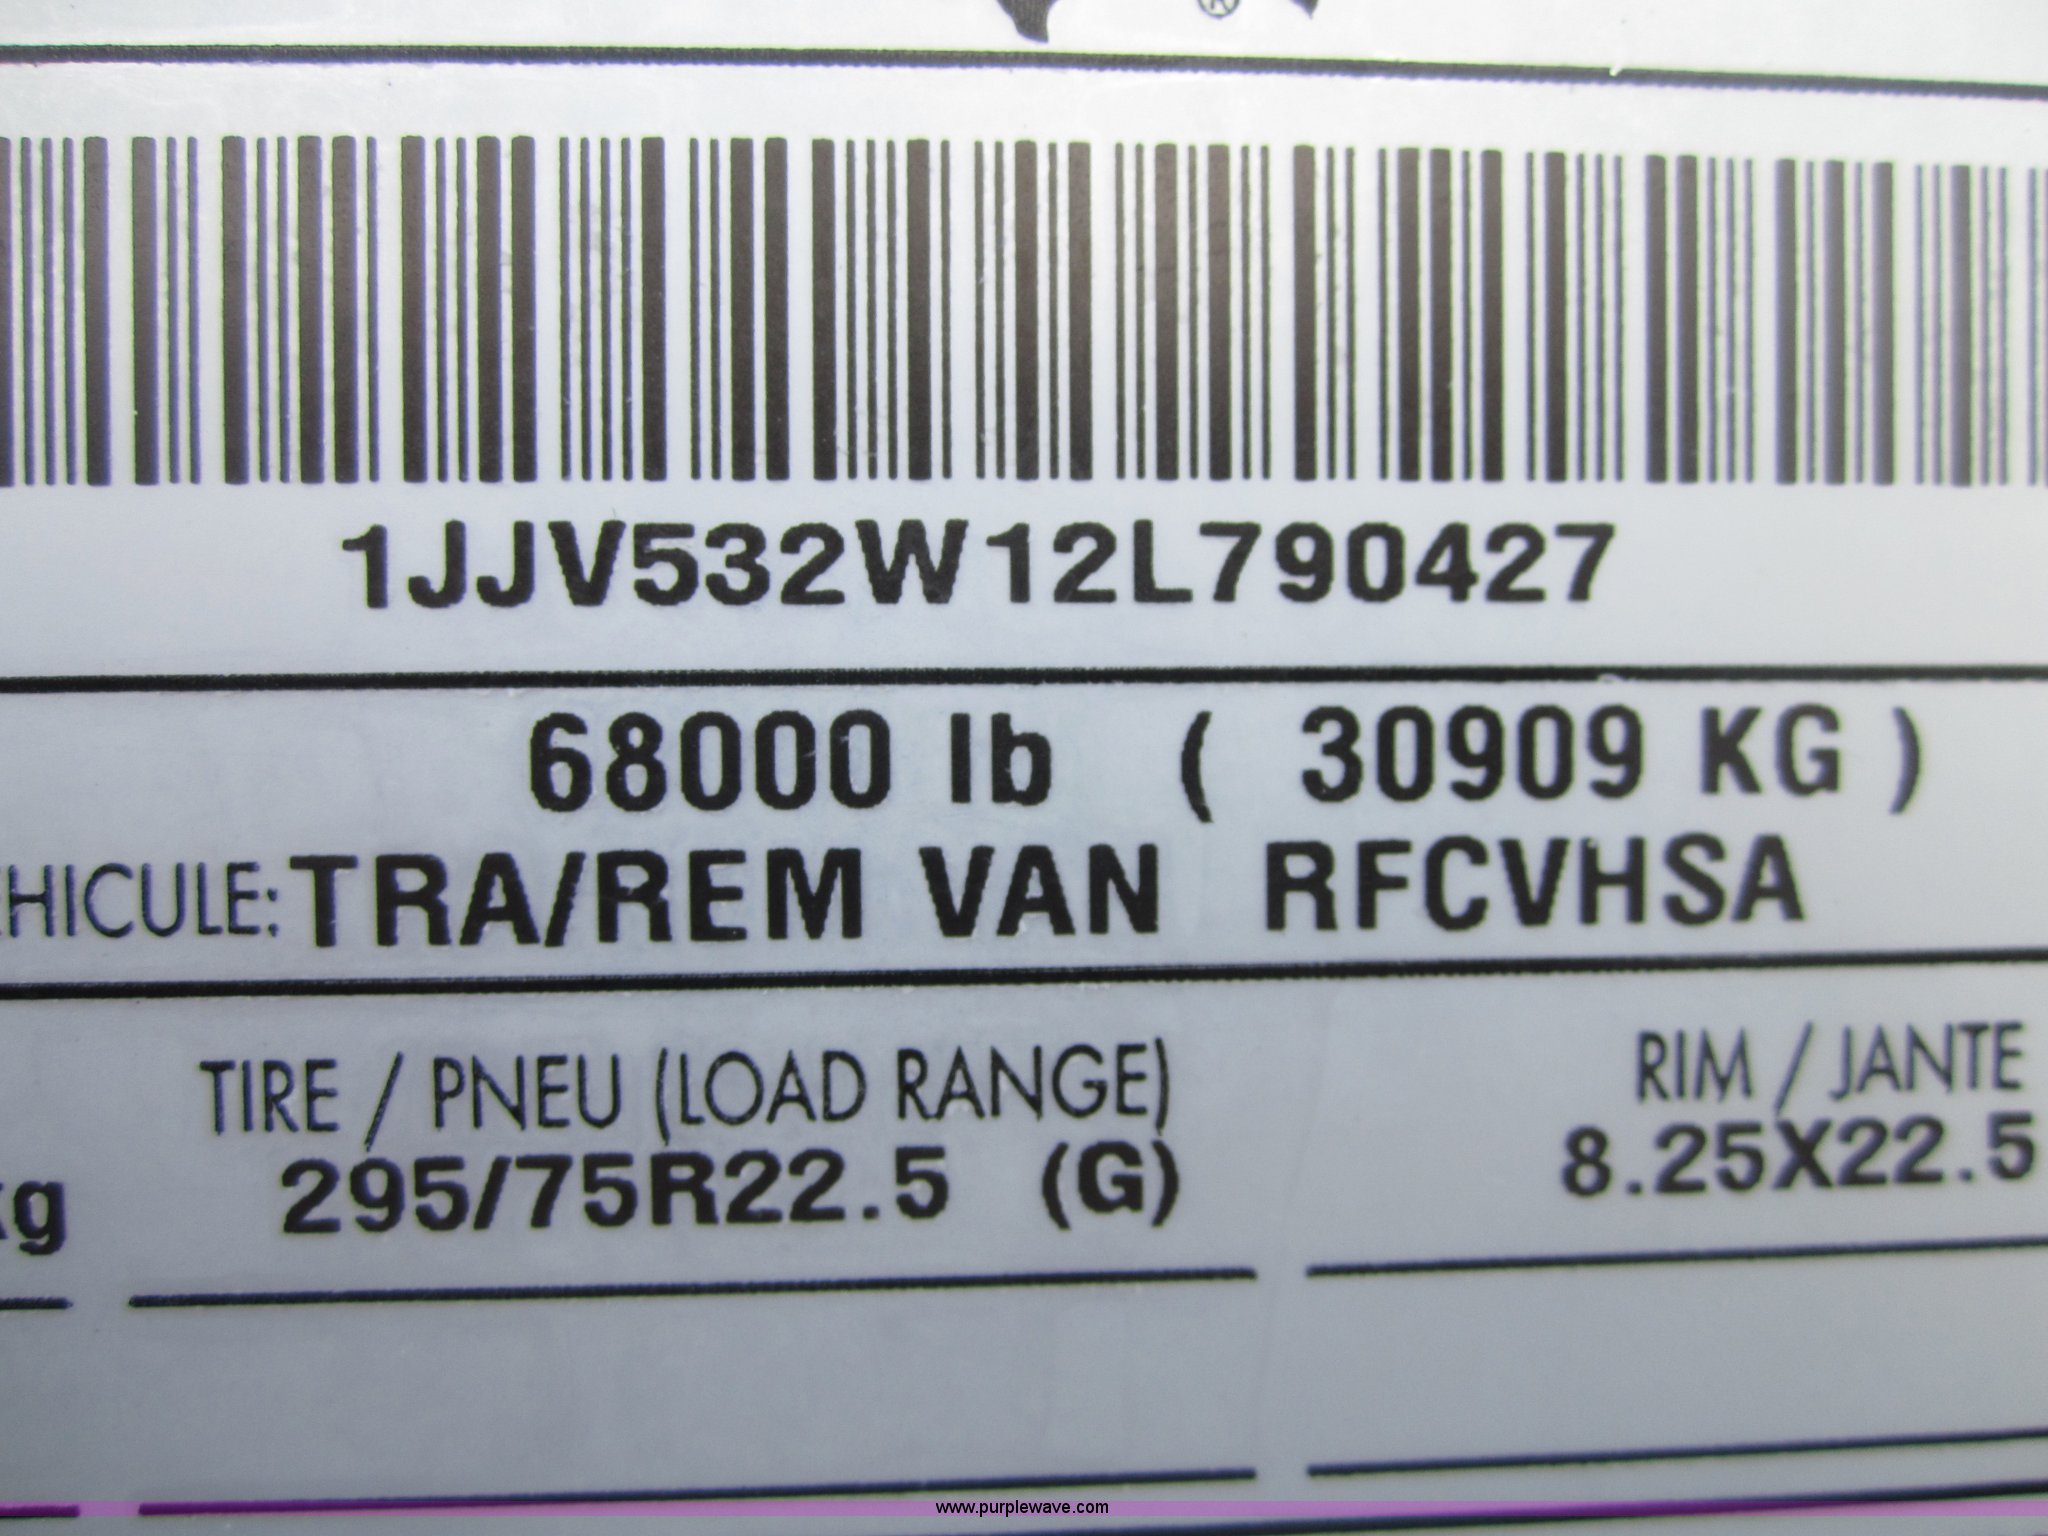 ®
1JJV532W12L790427
68000 lb ( 30909 KG )
HICULE: TRA/REM VAN RFCVHSA
TIRE / PNEU (LOAD RANGE)
RIM / JANTE
kg 295/75R22.5 (G)
8.25X22.5
www.purplewave.com